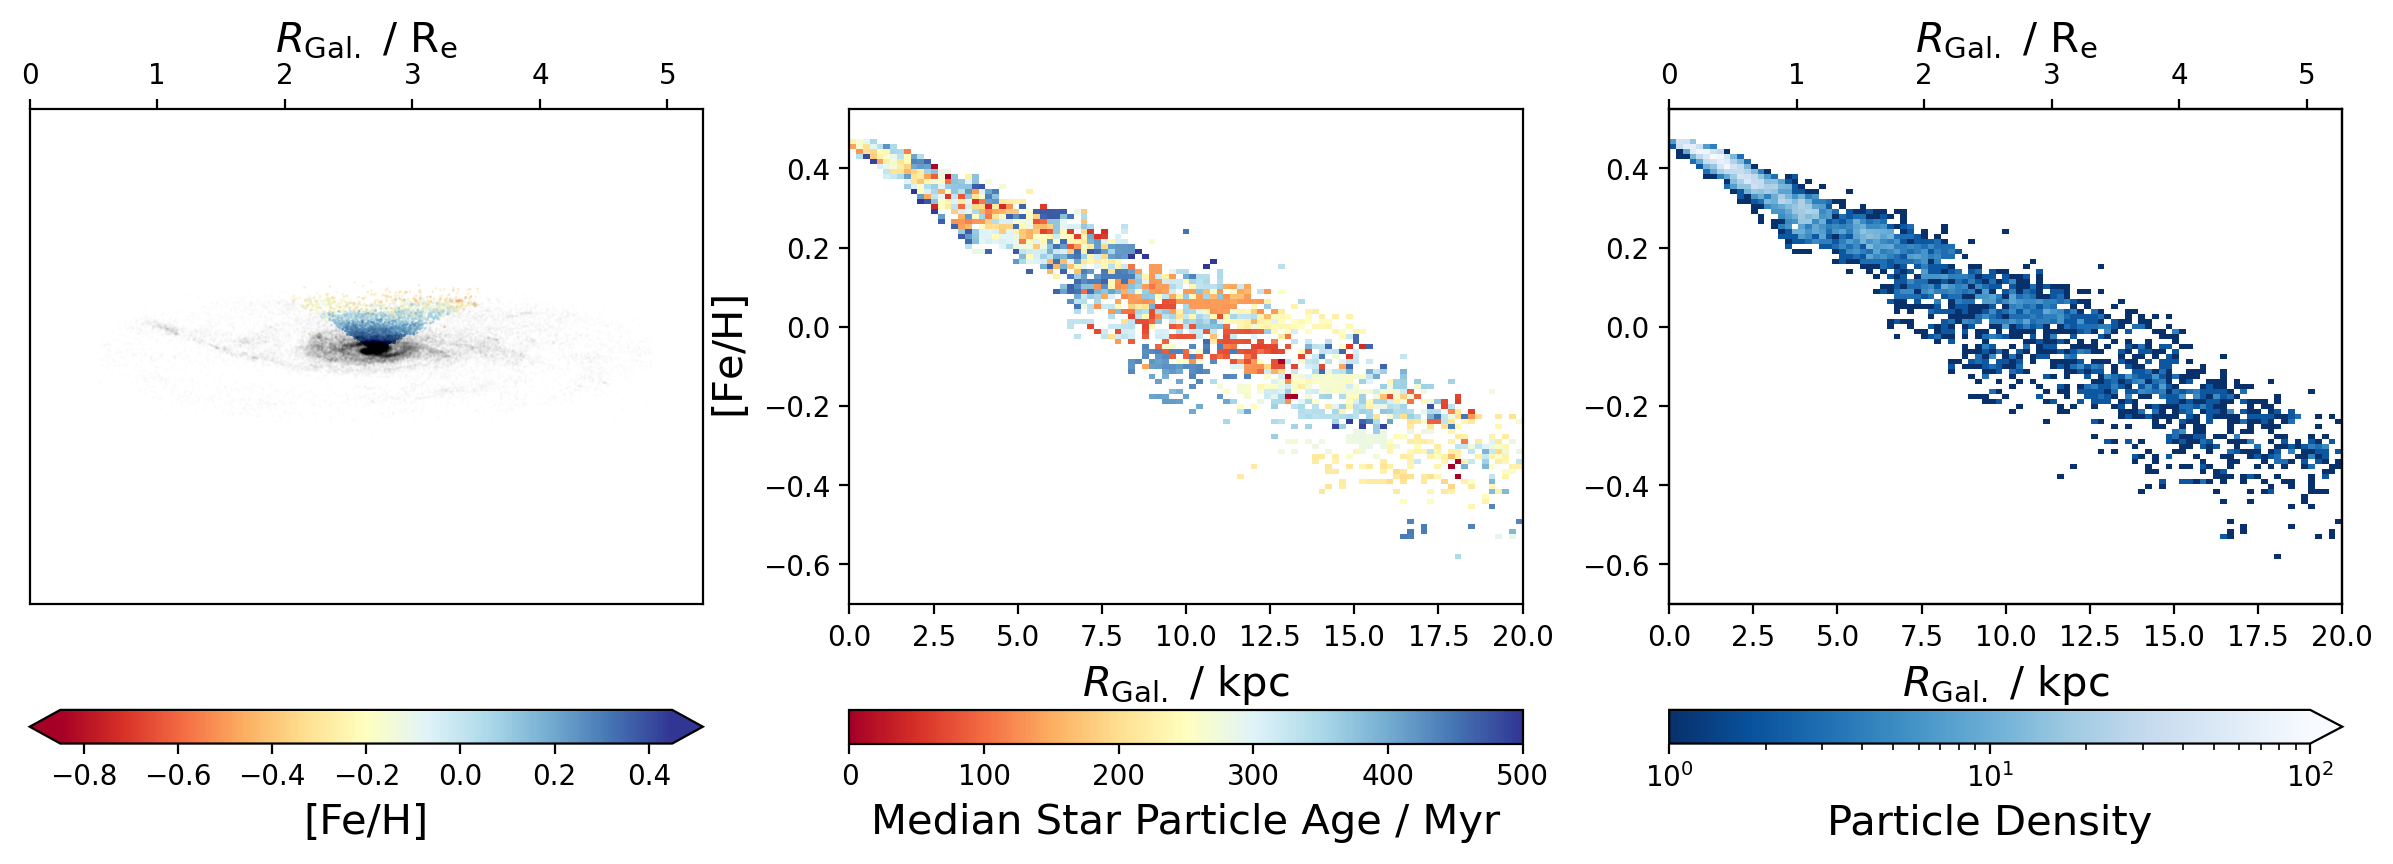 R_Gal. / R_e
0 1 2 3 4 5
−0.8 −0.6 −0.4 −0.2 0.0 0.2 0.4
[Fe/H]
[Fe/H]
0.4
0.2
0.0
−0.2
−0.4
−0.6
0.0 2.5 5.0 7.5 10.0 12.5 15.0 17.5 20.0
R_Gal. / kpc
0 100 200 300 400 500
Median Star Particle Age / Myr
R_Gal. / R_e
0 1 2 3 4 5
0.4
0.2
0.0
−0.2
−0.4
−0.6
0.0 2.5 5.0 7.5 10.0 12.5 15.0 17.5 20.0
R_Gal. / kpc
10^0 10^1 10^2
Particle Density